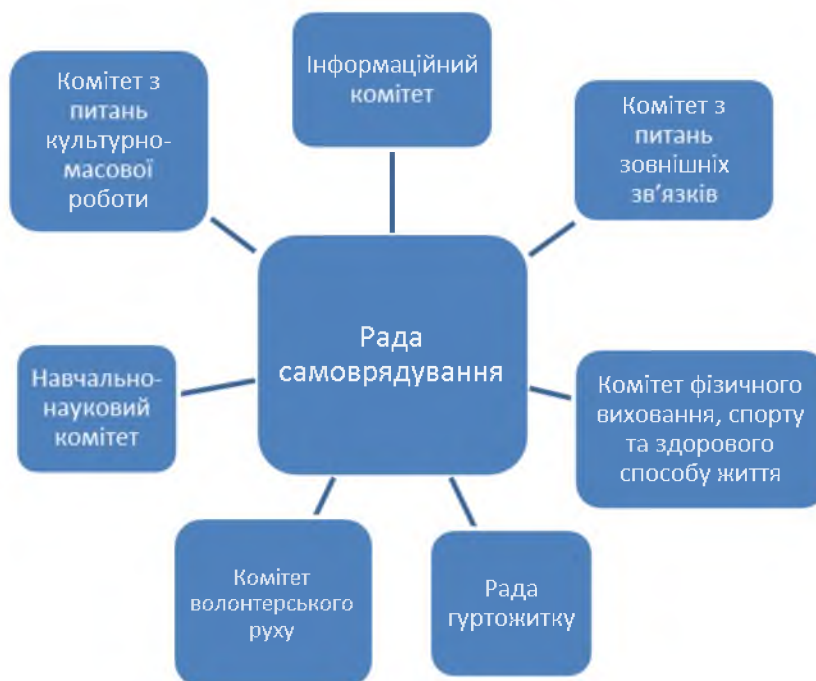 Інформаційний
комітет
Комітет з
питань
культурно-
масової
роботи
Комітет з
питань
зовнішніх
зв’язків
Рада
самоврядування
Навчально-
науковий
комітет
Комітет фізичного
виховання, спорту
та здорового
способу життя
Комітет
волонтерського
руху
Рада
гуртожитку